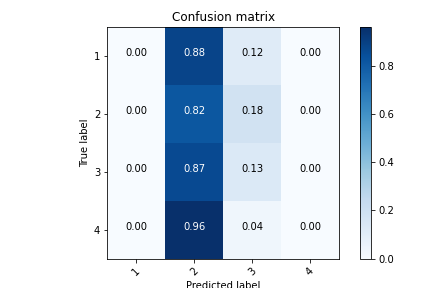 Confusion matrix
1 0.00 0.88 0.12 0.00
2 0.00 0.82 0.18 0.00
3 0.00 0.87 0.13 0.00
4 0.00 0.96 0.04 0.00
1 2 3 4
True label
Predicted label
0.8
0.6
0.4
0.2
0.0